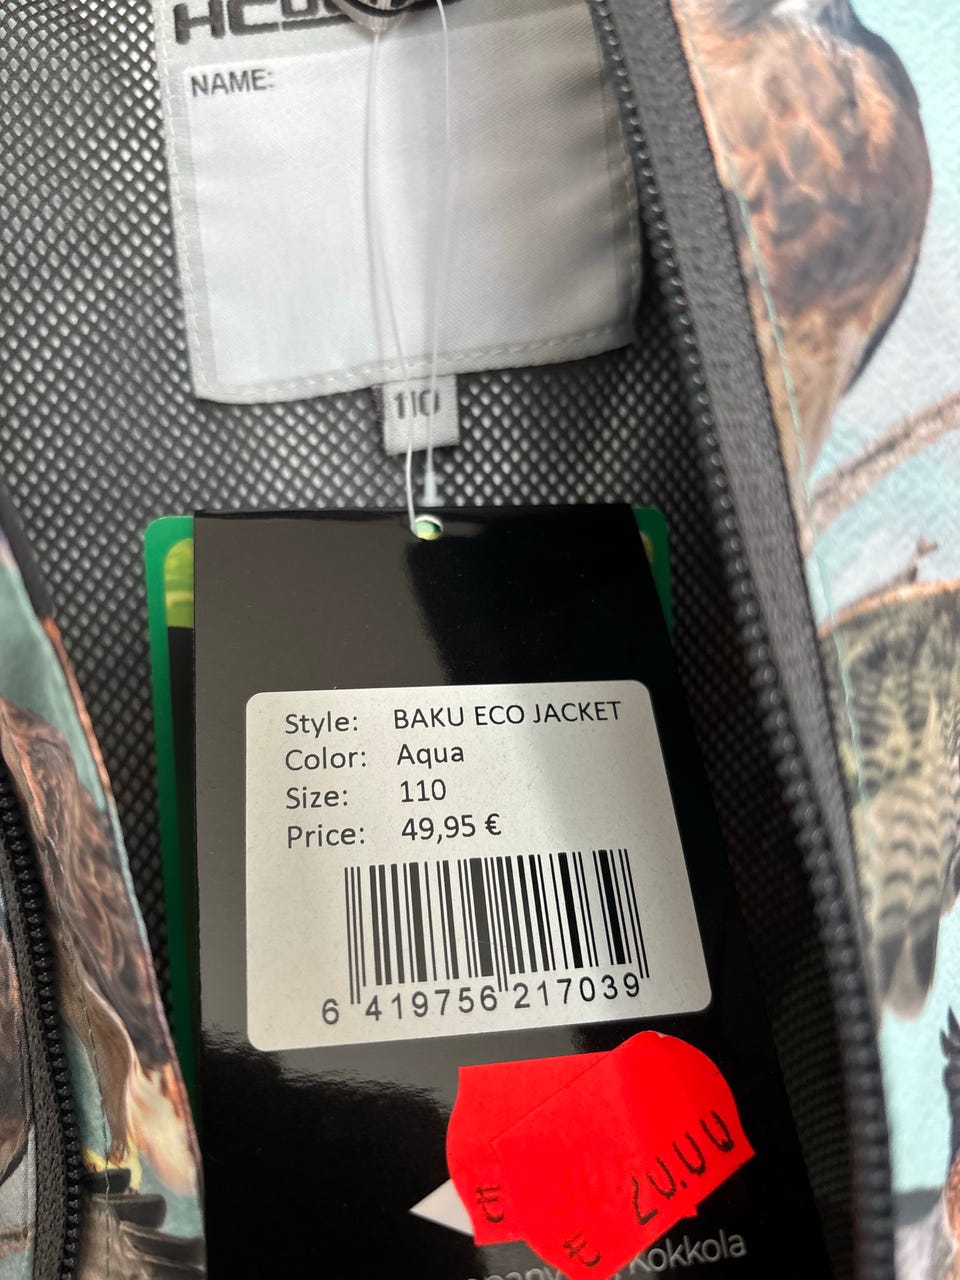 NAME:
110
Style: BAKU ECO JACKET
Color: Aqua
Size: 110
Price: 49,95 €
6 419756 217039
€ 20.00
Kokkola